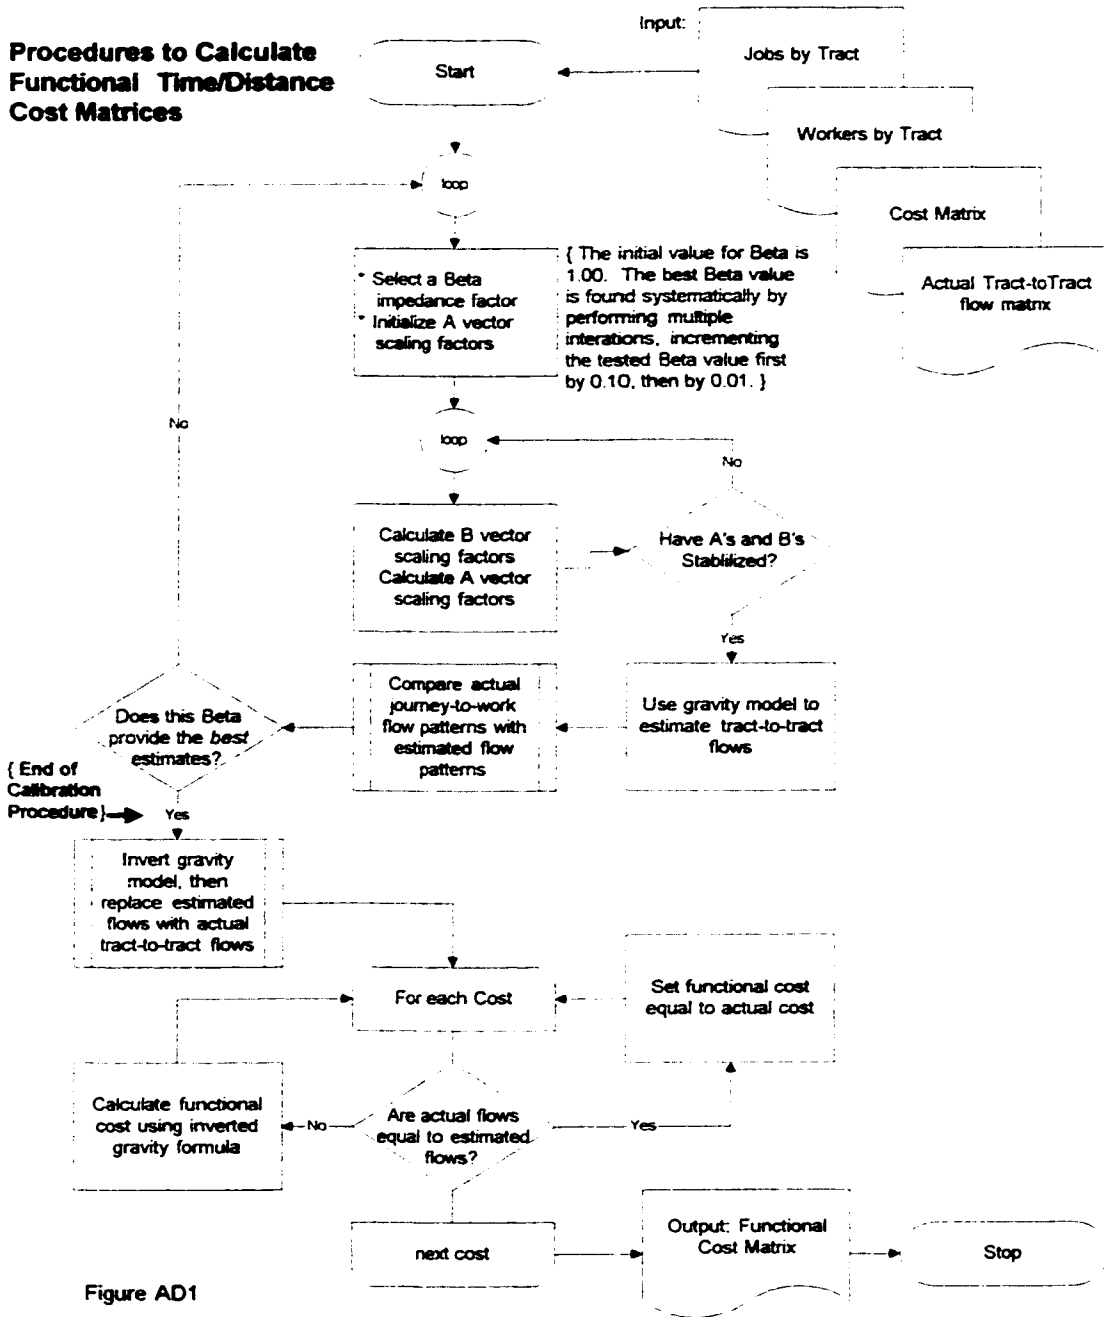 Procedures to Calculate
Functional Time/Distance
Cost Matrices
Input:
Start
Jobs by Tract
Workers by Tract
Cost Matrix
Actual Tract-toTract
flow matrix
loop
* Select a Beta
impedance factor
* Initialize A vector
scaling factors
{ The initial value for Beta is
1.00. The best Beta value
is found systematically by
performing multiple
interations, incrementing
the tested Beta value first
by 0.10, then by 0.01. }
No
loop
No
Calculate B vector
scaling factors
Calculate A vector
scaling factors
Have A's and B's
Stablilized?
Yes
Does this Beta
provide the best
estimates?
Compare actual
journey-to-work
flow patterns with
estimated flow
patterns
Use gravity model to
estimate tract-to-tract
flows
{ End of
Calibration
Procedure}
Yes
Invert gravity
model, then
replace estimated
flows with actual
tract-to-tract flows
For each Cost
Set functional cost
equal to actual cost
Calculate functional
cost using inverted
gravity formula
No
Are actual flows
equal to estimated
flows?
Yes
next cost
Output: Functional
Cost Matrix
Stop
Figure AD1